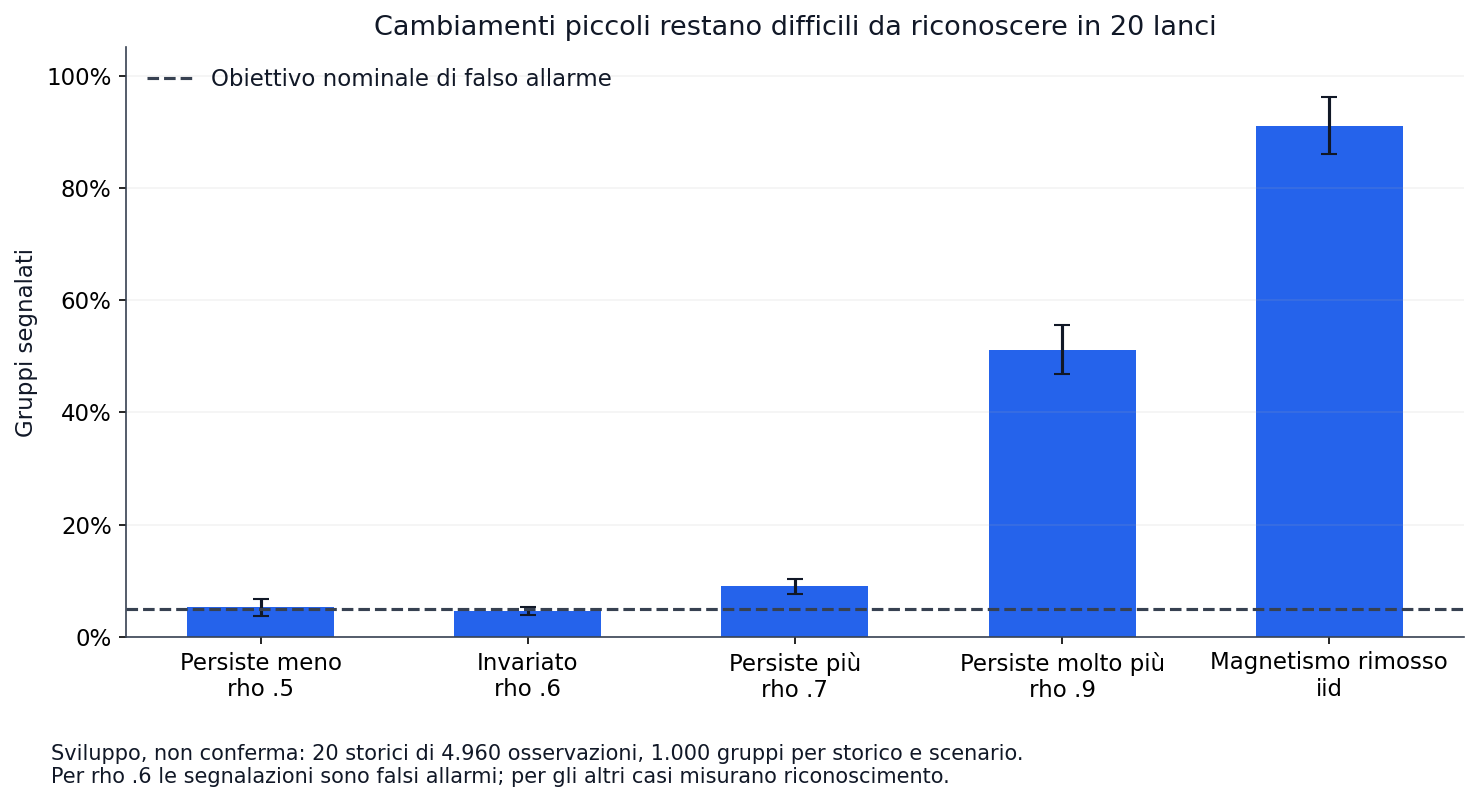 Cambiamenti piccoli restano difficili da riconoscere in 20 lanci
Obiettivo nominale di falso allarme
Gruppi segnalati
100%
80%
60%
40%
20%
0%
Persiste meno
rho .5
Invariato
rho .6
Persiste più
rho .7
Persiste molto più
rho .9
Magnetismo rimosso
iid
Sviluppo, non conferma: 20 storici di 4.960 osservazioni, 1.000 gruppi per storico e scenario.
Per rho .6 le segnalazioni sono falsi allarmi; per gli altri casi misurano riconoscimento.